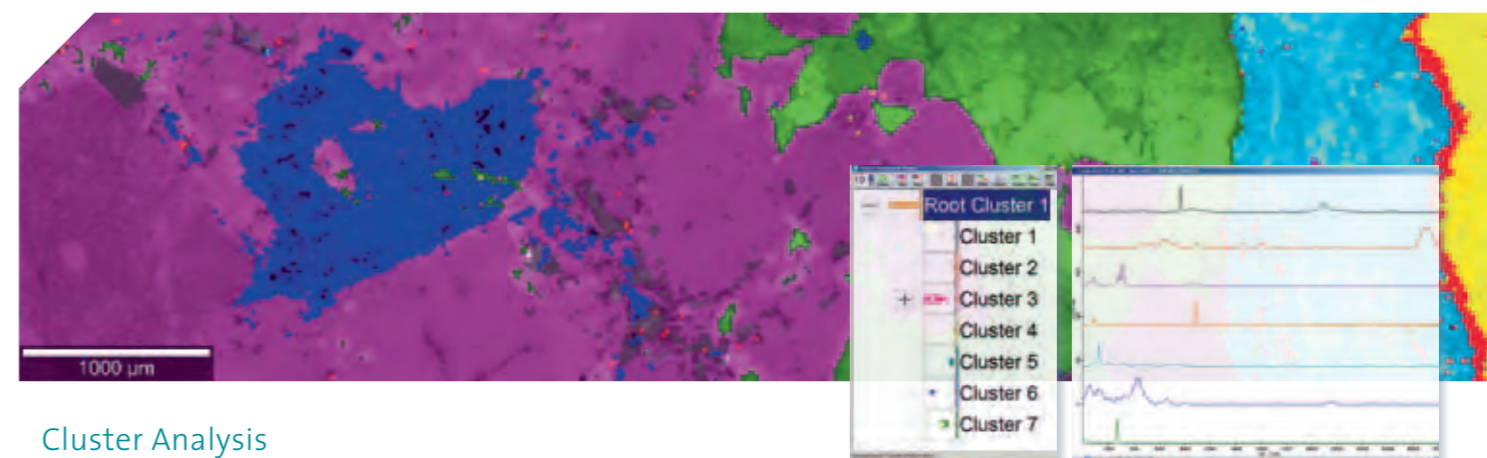 Root Cluster 1
Cluster 1
Cluster 2
Cluster 3
Cluster 4
Cluster 5
Cluster 6
Cluster 7
1000 µm
Cluster Analysis